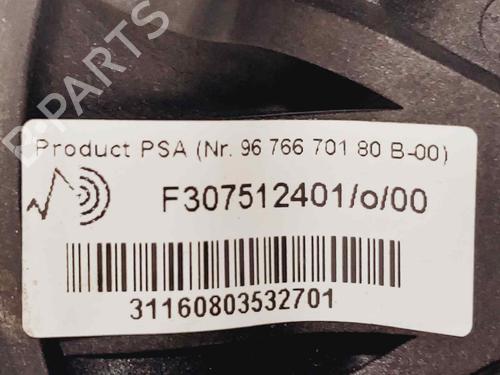 B-PARTS
Product PSA (Nr. 96 766 701 80 B-00)
F307512401/o/00
31160803532701